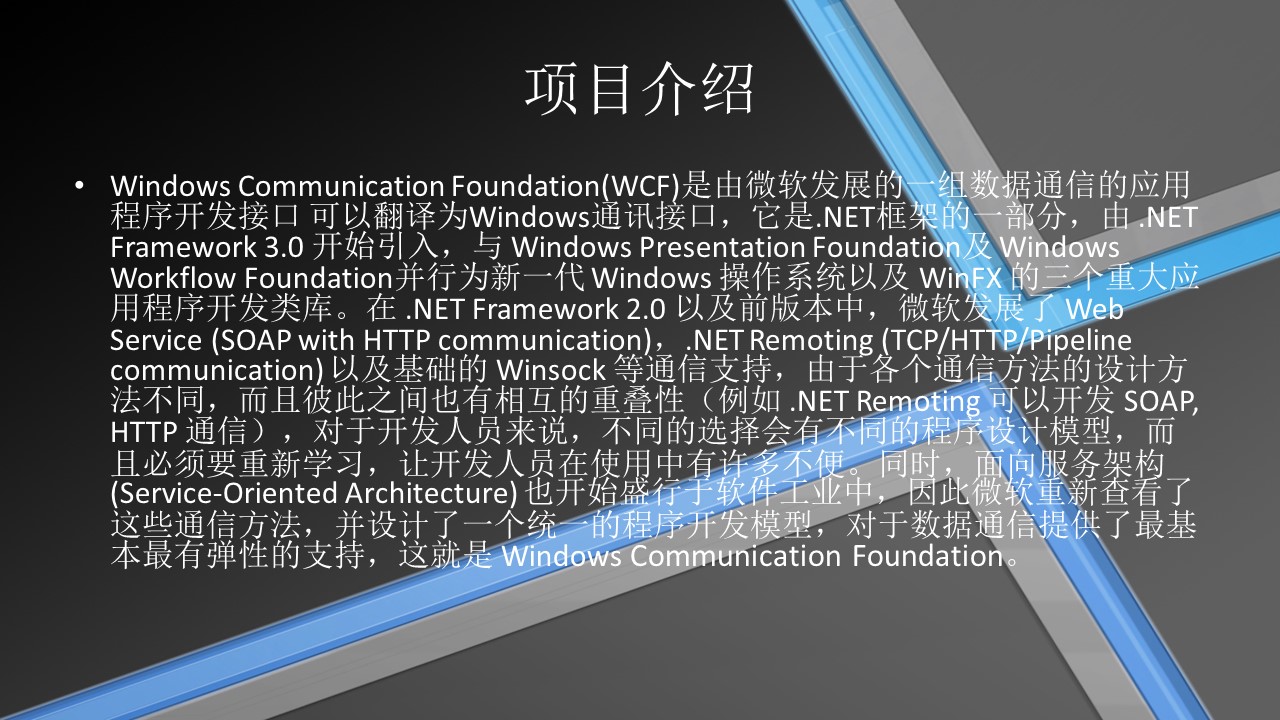 项目介绍
• Windows Communication Foundation(WCF)是由微软发展的一组数据通信的应用
程序开发接口 可以翻译为Windows通讯接口，它是.NET框架的一部分，由 .NET
Framework 3.0 开始引入，与 Windows Presentation Foundation及 Windows
Workflow Foundation并行为新一代 Windows 操作系统以及 WinFX 的三个重大应
用程序开发类库。在 .NET Framework 2.0 以及前版本中，微软发展了 Web
Service (SOAP with HTTP communication)，.NET Remoting (TCP/HTTP/Pipeline
communication) 以及基础的 Winsock 等通信支持，由于各个通信方法的设计方
法不同，而且彼此之间也有相互的重叠性（例如 .NET Remoting 可以开发 SOAP,
HTTP 通信），对于开发人员来说，不同的选择会有不同的程序设计模型，而
且必须要重新学习，让开发人员在使用中有许多不便。同时，面向服务架构
(Service-Oriented Architecture) 也开始盛行于软件工业中，因此微软重新查看了
这些通信方法，并设计了一个统一的程序开发模型，对于数据通信提供了最基
本最有弹性的支持，这就是 Windows Communication Foundation。